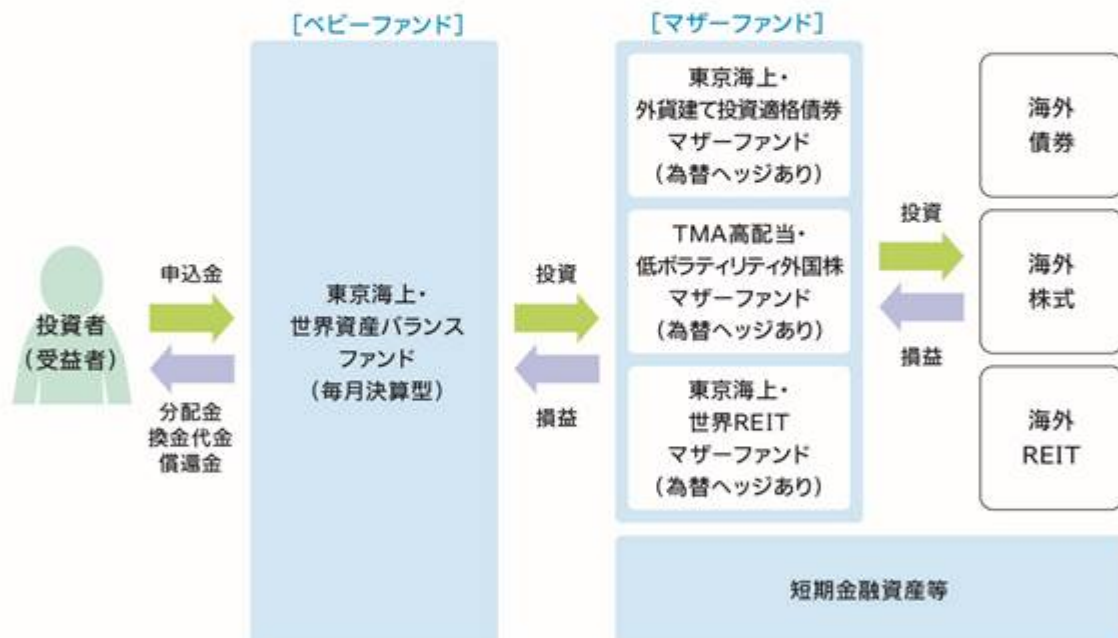 [ベビーファンド]
[マザーファンド]
投資者
(受益者)
申込金
分配金
換金代金
償還金
東京海上・
世界資産バランス
ファンド
(毎月決算型)
投資
損益
東京海上・
外貨建て投資適格債券
マザーファンド
(為替ヘッジあり)
TMA高配当・
低ボラティリティ外国株
マザーファンド
(為替ヘッジあり)
東京海上・
世界REIT
マザーファンド
(為替ヘッジあり)
投資
損益
海外
債券
海外
株式
海外
REIT
短期金融資産等